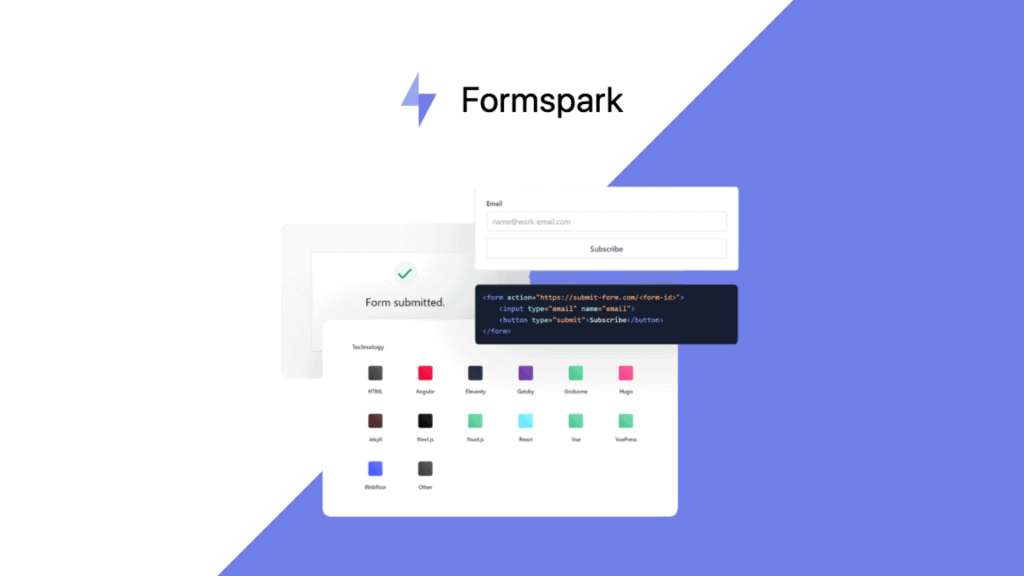 Formspark
Email
name@work-email.com
Subscribe
<form action="https://submit-form.com/<form-id>">
<input type="email" name="email">
<button type="submit">Subscribe</button>
</form>
Form submitted.
Technology
HTML Angular Eleventy Gatsby Gridsome Hugo
Jekyll Next.js Nuxt.js React Vue VuePress
Webflow Other